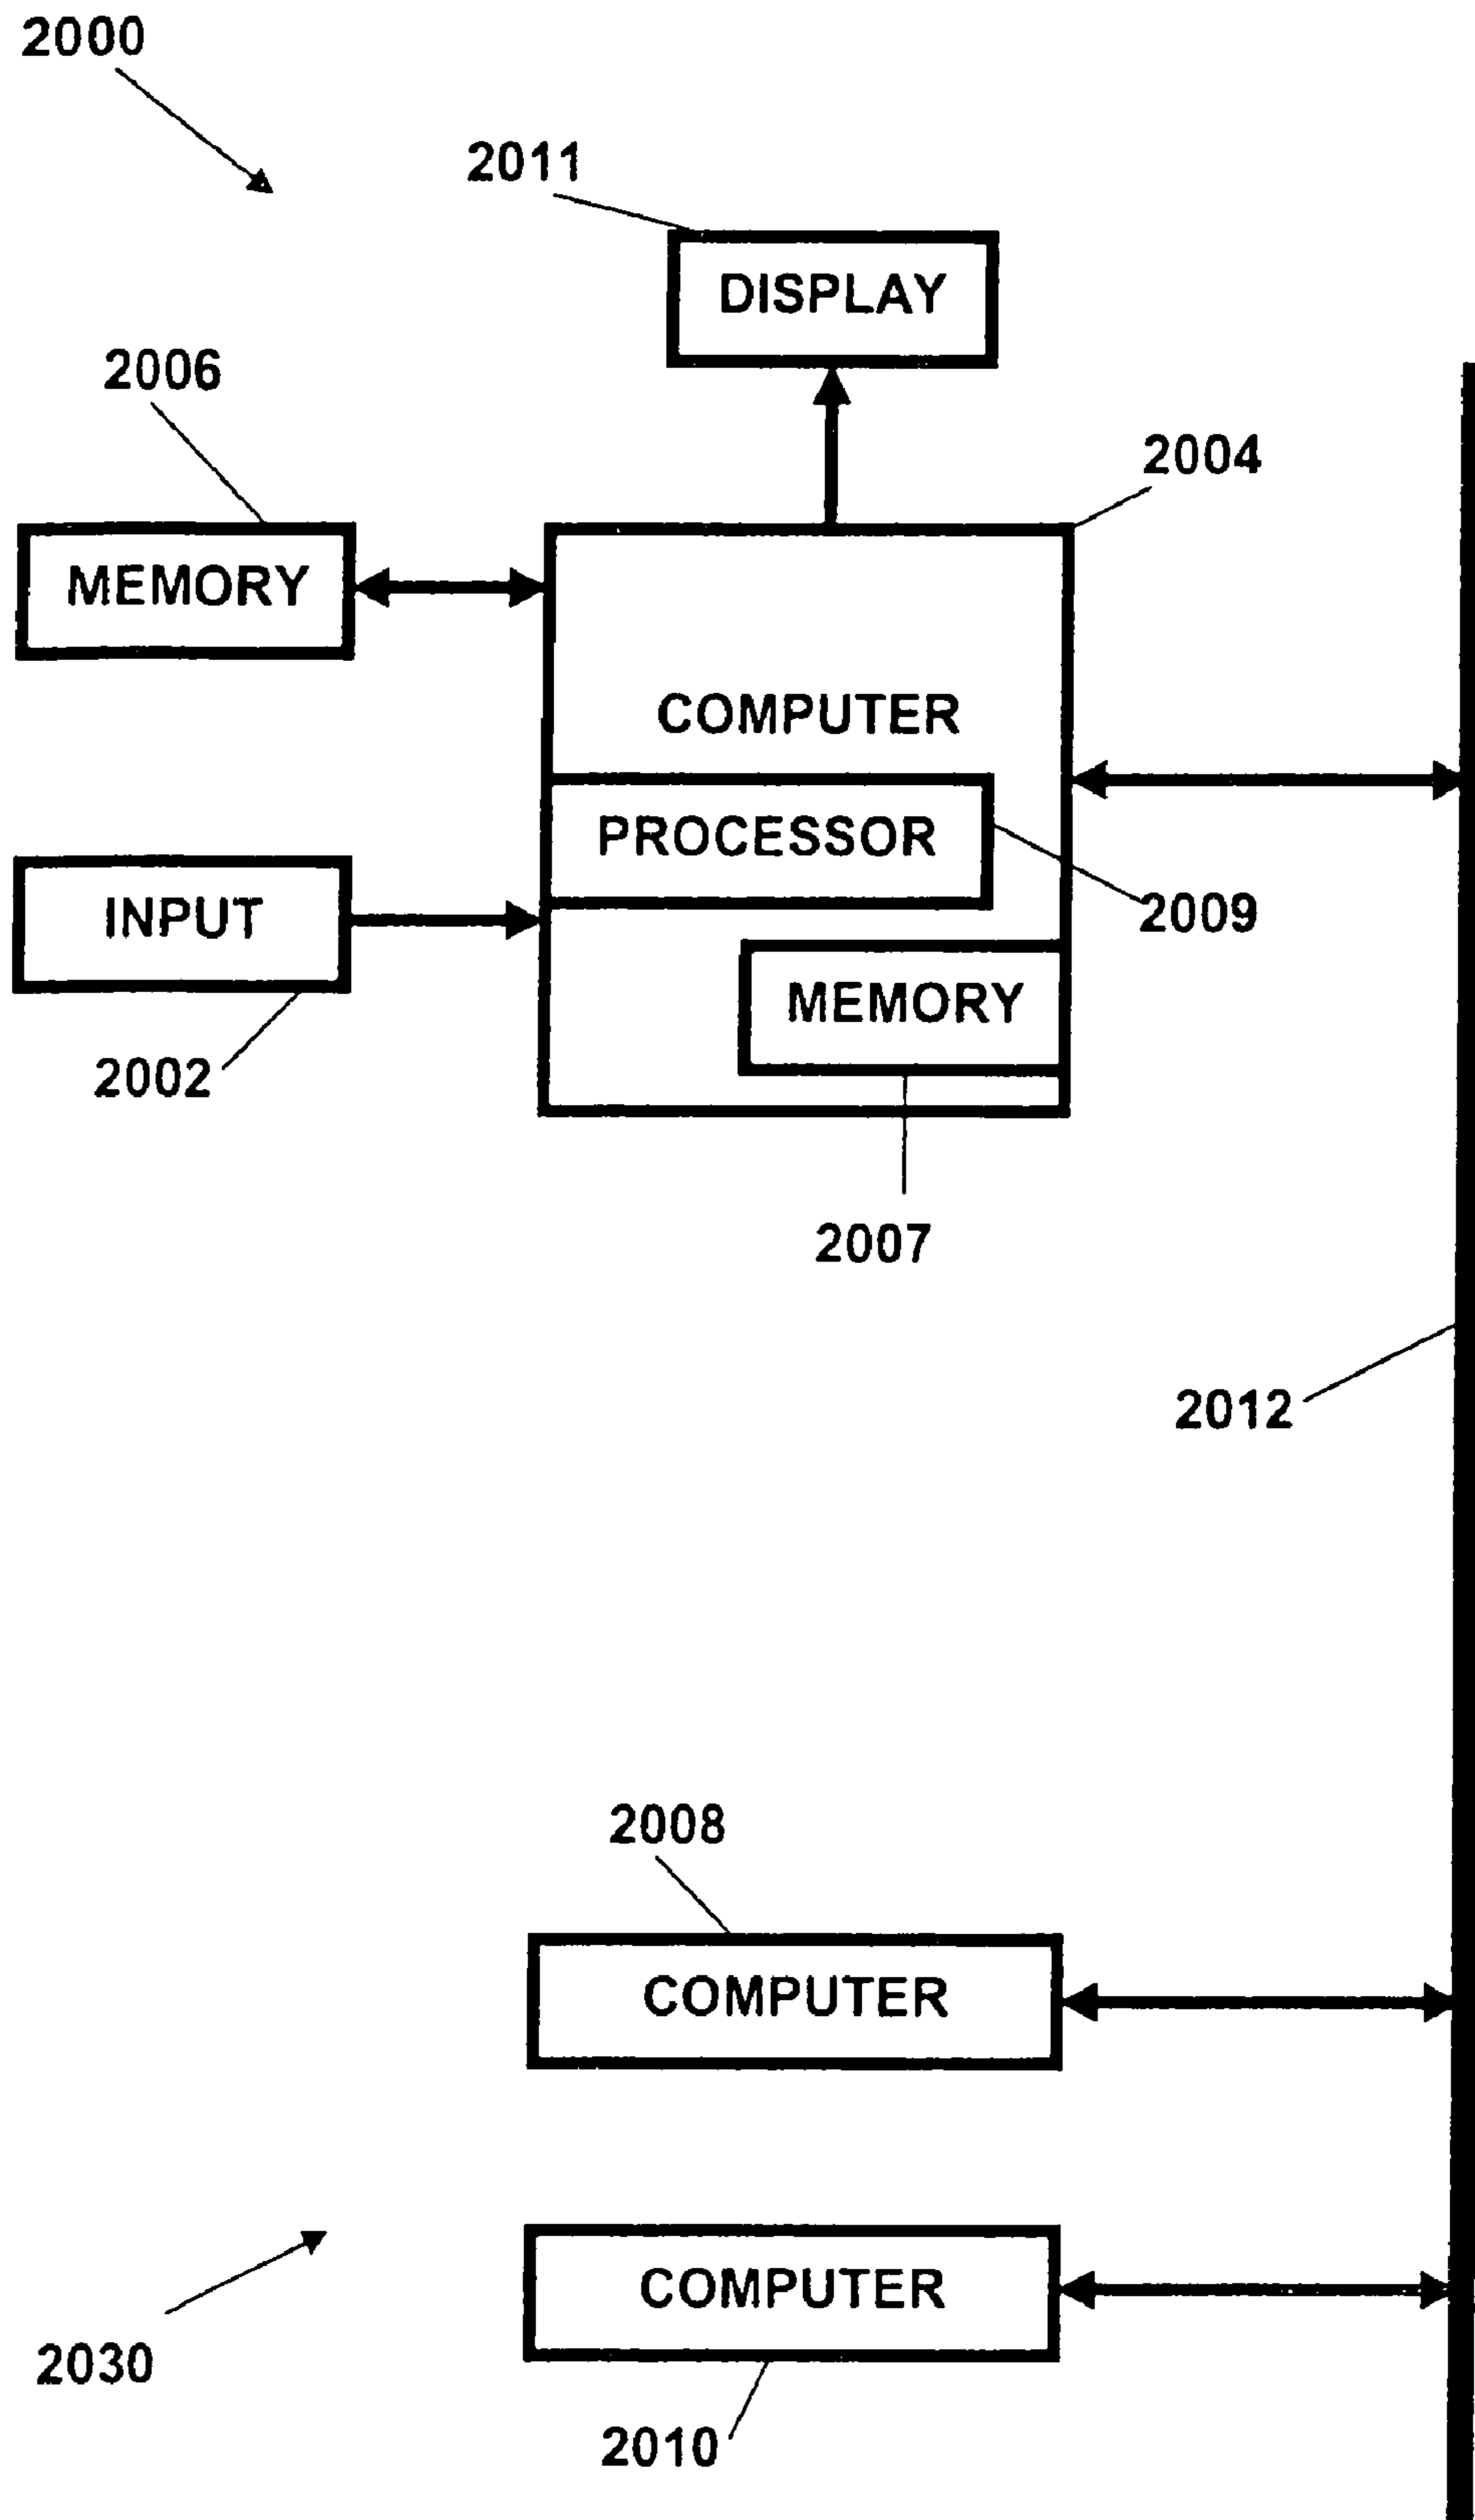 2000
2011
DISPLAY
2006
2004
MEMORY
COMPUTER
PROCESSOR
INPUT
2009
MEMORY
2002
2007
2012
2008
COMPUTER
COMPUTER
2030
2010